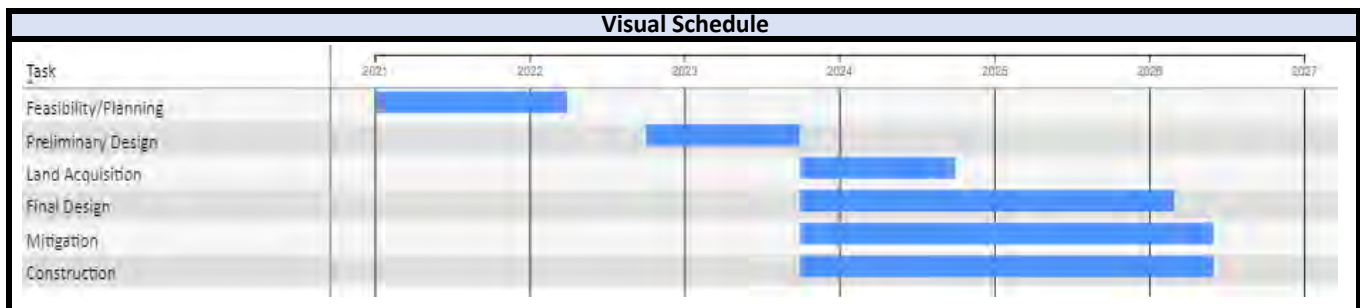 Visual Schedule
Task 2021 2022 2023 2024 2025 2026 2027
Feasibility/Planning
Preliminary Design
Land Acquisition
Final Design
Mitigation
Construction